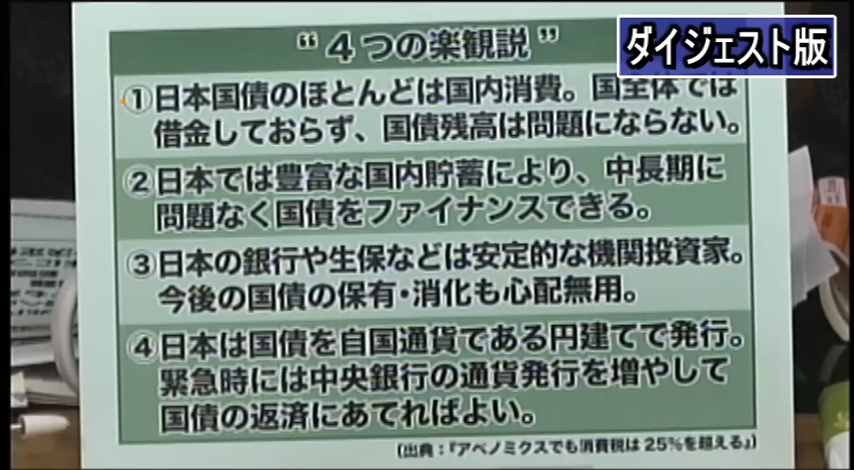 ダイジェスト版
“4つの楽観説”
①日本国債のほとんどは国内消費。国全体では
借金しておらず、国債残高は問題にならない。
②日本では豊富な国内貯蓄により、中長期に
問題なく国債をファイナンスできる。
③日本の銀行や生保などは安定的な機関投資家。
今後の国債の保有・消化も心配無用。
④日本は国債を自国通貨である円建てで発行。
緊急時には中央銀行の通貨発行を増やして
国債の返済にあてればよい。
(出典:『アベノミクスでも消費税は25%を超える』)